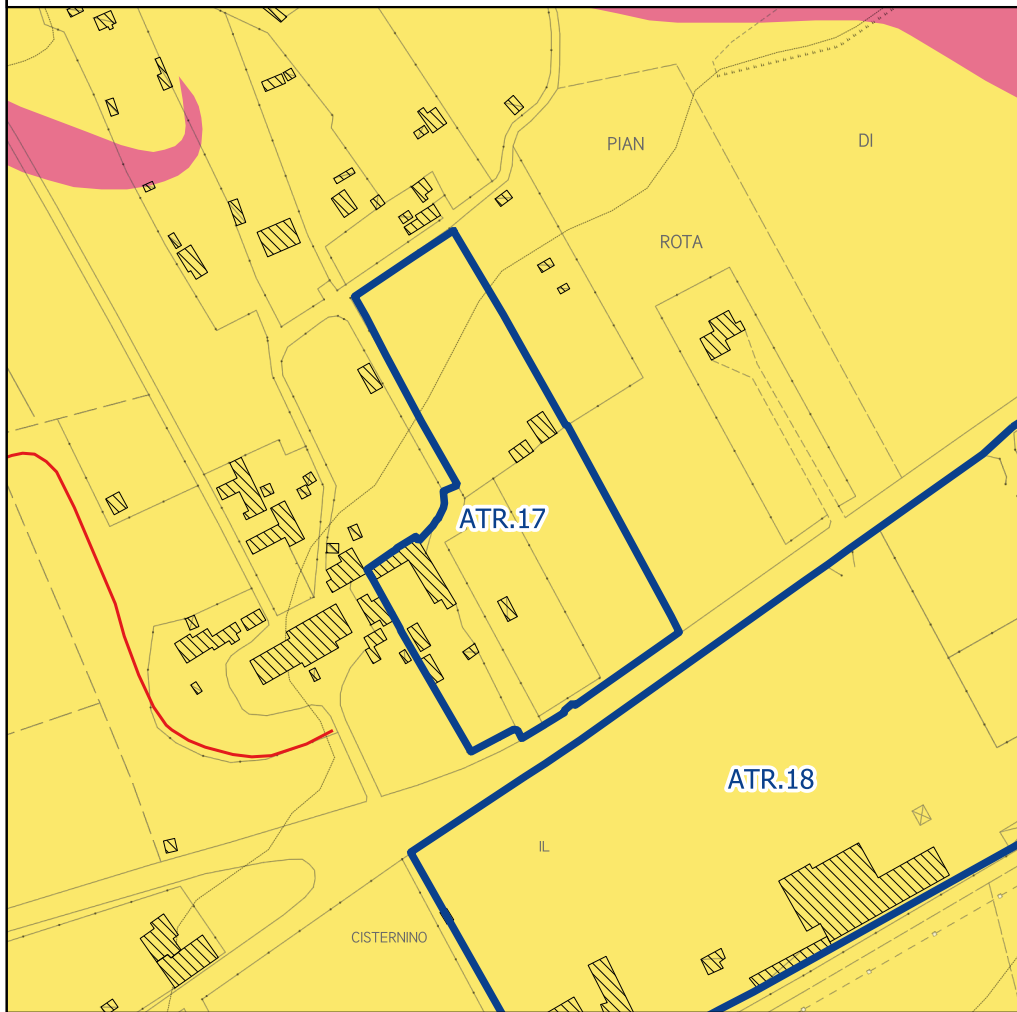 PIAN
DI
ROTA
ATR.17
ATR.18
IL
CISTERNINO